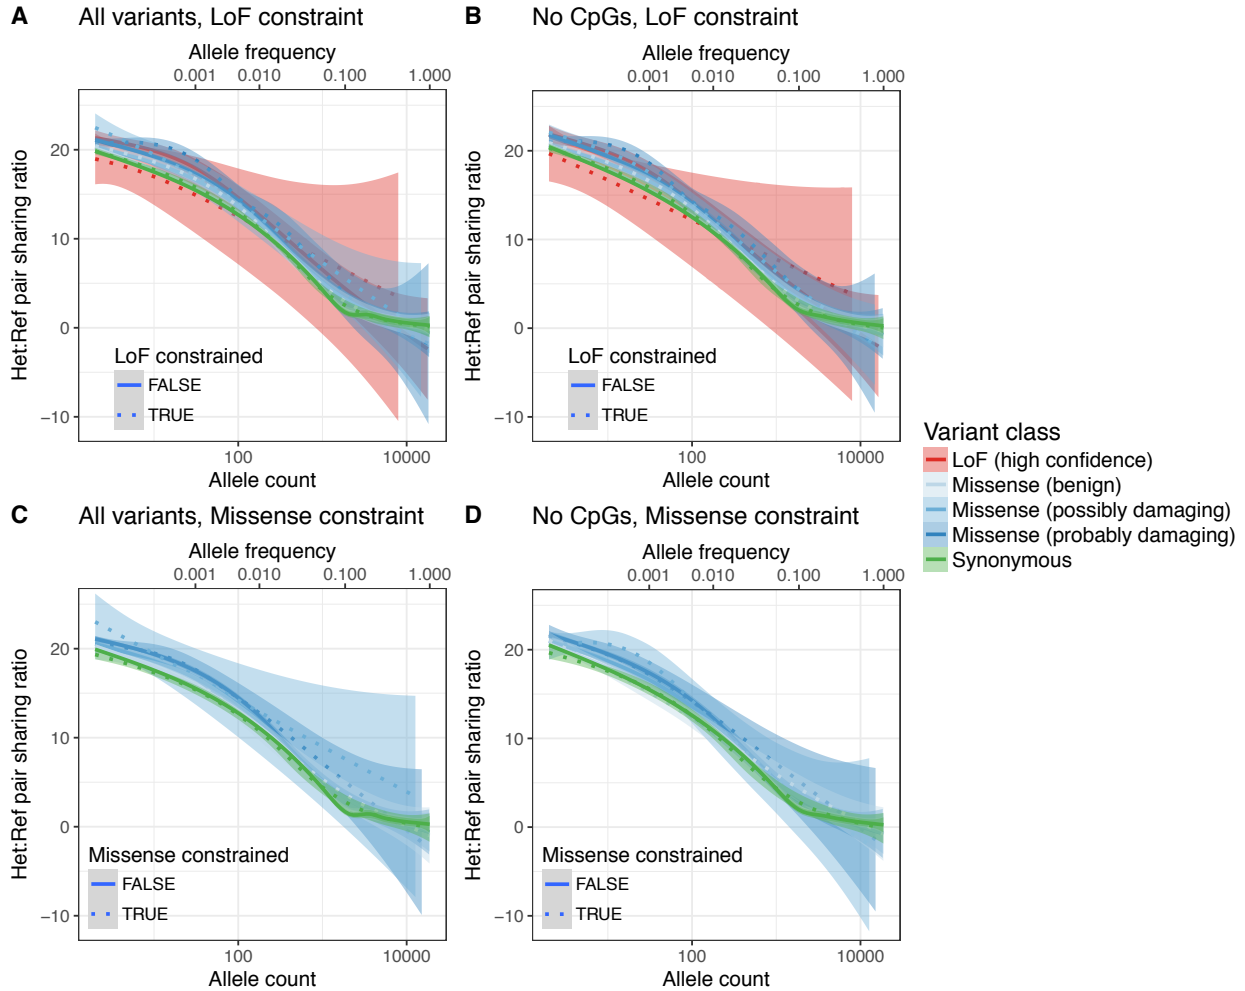 A All variants, LoF constraint
Allele frequency
0.001 0.010 0.100 1.000
20
10
0
−10
Het:Ref pair sharing ratio
LoF constrained
FALSE
TRUE
100 10000
Allele count
B No CpGs, LoF constraint
Allele frequency
0.001 0.010 0.100 1.000
20
10
0
−10
Het:Ref pair sharing ratio
LoF constrained
FALSE
TRUE
100 10000
Allele count
C All variants, Missense constraint
Allele frequency
0.001 0.010 0.100 1.000
20
10
0
−10
Het:Ref pair sharing ratio
Missense constrained
FALSE
TRUE
100 10000
Allele count
D No CpGs, Missense constraint
Allele frequency
0.001 0.010 0.100 1.000
20
10
0
−10
Het:Ref pair sharing ratio
Missense constrained
FALSE
TRUE
100 10000
Allele count
Variant class
LoF (high confidence)
Missense (benign)
Missense (possibly damaging)
Missense (probably damaging)
Synonymous